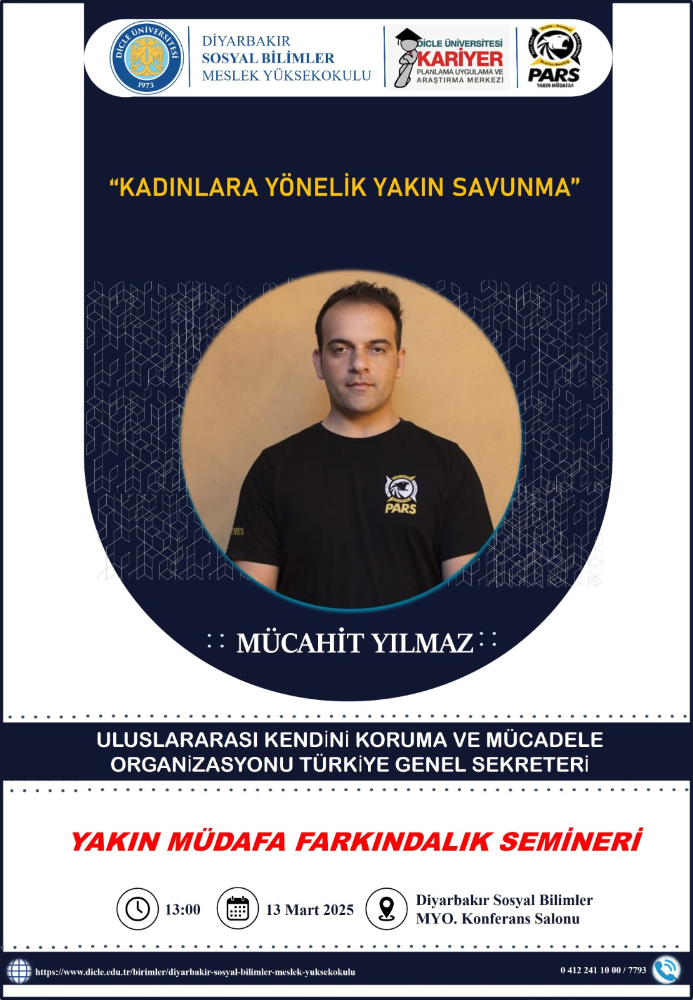 DİCLE ÜNİVERSİTESİ
1973
DİYARBAKIR
SOSYAL BİLİMLER
MESLEK YÜKSEKOKULU
DİCLE ÜNİVERSİTESİ
KARİYER
PLANLAMA UYGULAMA VE
ARAŞTIRMA MERKEZİ
PARS
YAKIN MÜDAFAA
“KADINLARA YÖNELİK YAKIN SAVUNMA”
PARS
MÜCAHİT YILMAZ
ULUSLARARASI KENDİNİ KORUMA VE MÜCADELE
ORGANİZASYONU TÜRKİYE GENEL SEKRETERİ
YAKIN MÜDAFA FARKINDALIK SEMİNERİ
13:00
13 Mart 2025
Diyarbakır Sosyal Bilimler
MYO. Konferans Salonu
https://www.dicle.edu.tr/birimler/diyarbakir-sosyal-bilimler-meslek-yuksekokulu
0 412 241 10 00 / 7793